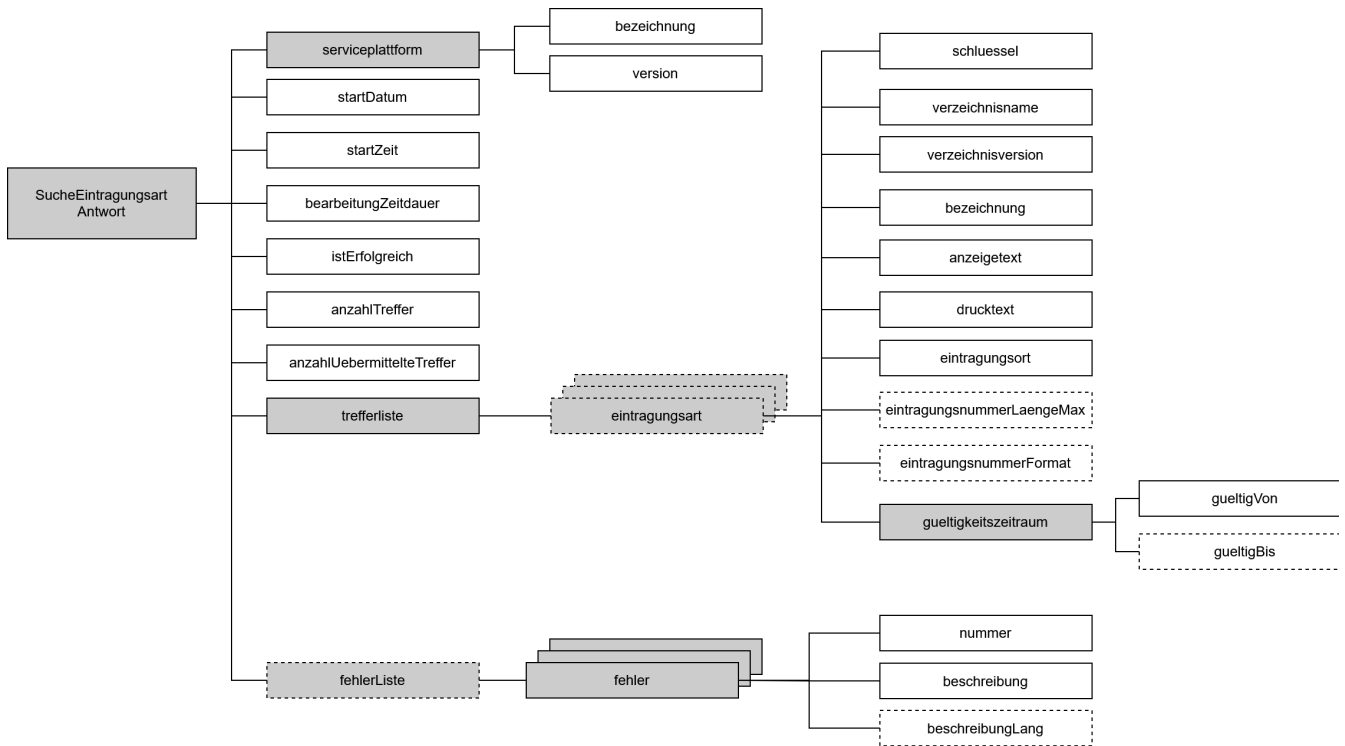 SucheEintragungsart
Antwort
serviceplattform
bezeichnung
version
startDatum
startZeit
bearbeitungZeitdauer
istErfolgreich
anzahlTreffer
anzahlUebermittelteTreffer
trefferliste
eintragungsart
schluessel
verzeichnisname
verzeichnisversion
bezeichnung
anzeigetext
drucktext
eintragungsort
eintragungsnummerLaengeMax
eintragungsnummerFormat
gueltigkeitszeitraum
gueltigVon
gueltigBis
fehlerListe
fehler
nummer
beschreibung
beschreibungLang